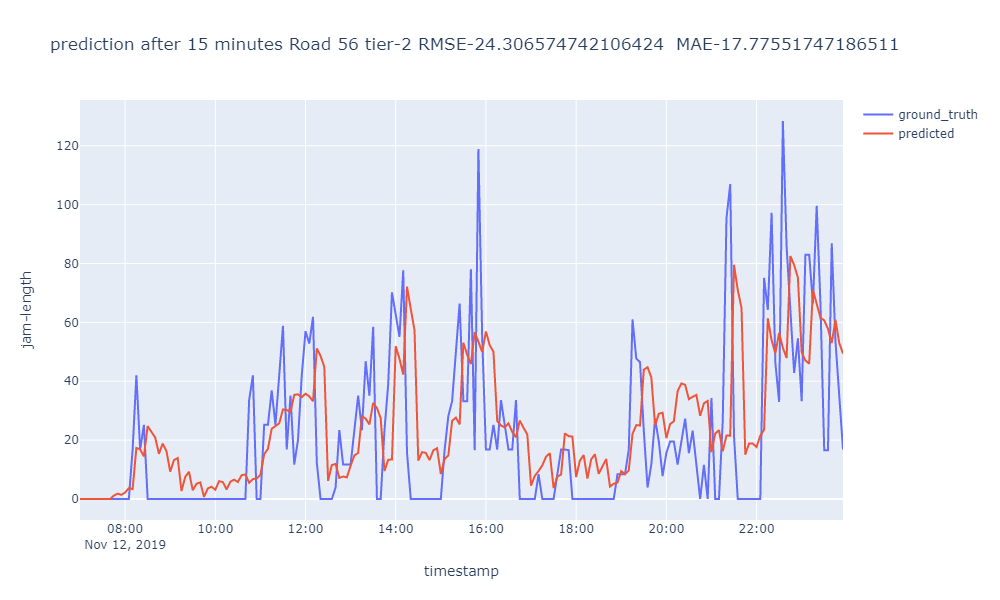 prediction after 15 minutes Road 56 tier-2 RMSE-24.306574742106424  MAE-17.77551747186511
ground_truth
predicted
120
100
80
60
40
20
0
jam-length
08:00 10:00 12:00 14:00 16:00 18:00 20:00 22:00
Nov 12, 2019
timestamp